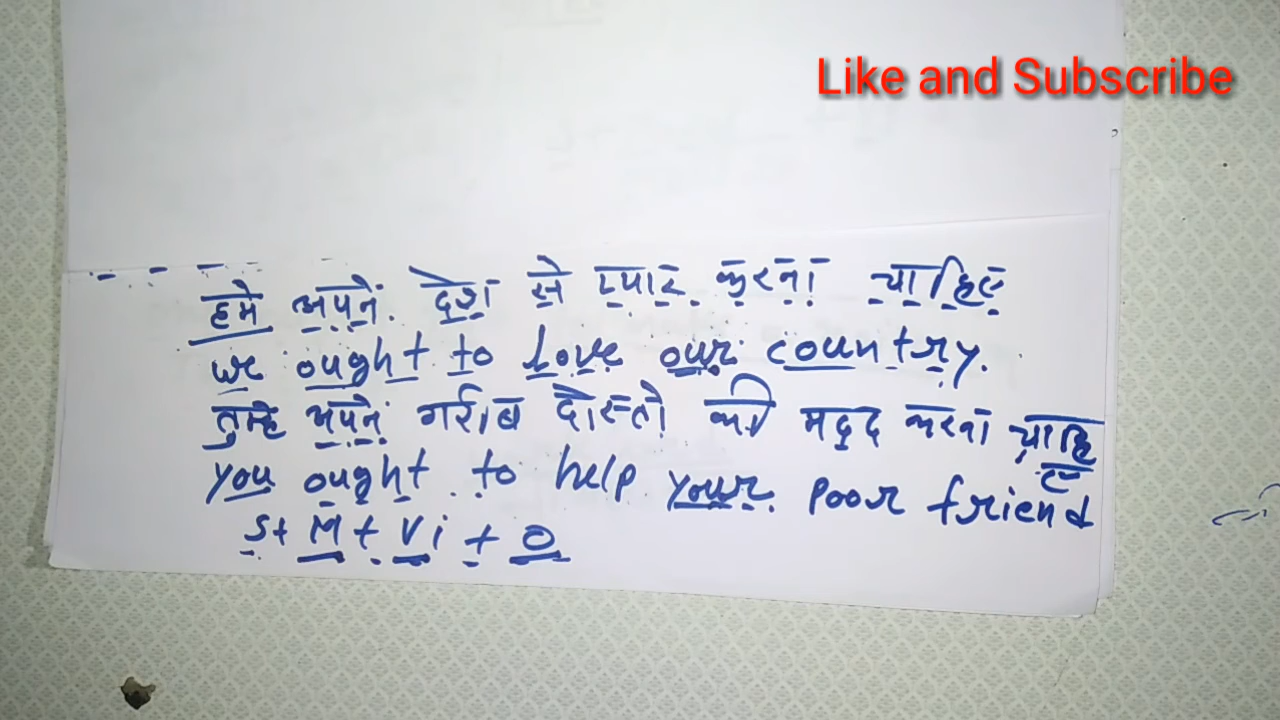 Like and Subscribe
हमे अपने देश से प्यार करना चाहिए
we ought to love our country.
तुम्हे अपने गरीब दोस्तो की मदद करना चाहिए
you ought to help your poor friend
S+ M + Vi + O